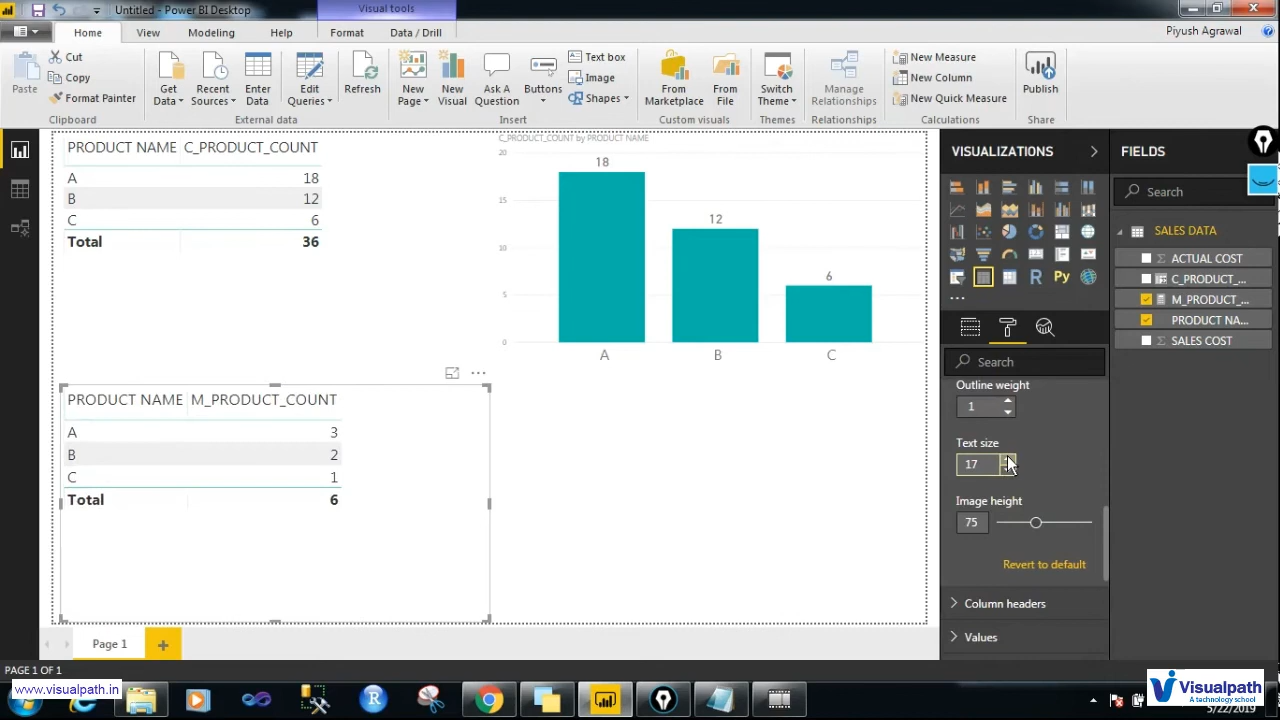 Untitled - Power BI Desktop
Visual tools
Home
View
Modeling
Help
Format
Data / Drill
Piyush Agrawal
Paste
Cut
Copy
Format Painter
Clipboard
Get Data
Recent Sources
Enter Data
External data
Edit Queries
Refresh
New Page
New Visual
Ask A Question
Buttons
Text box
Image
Shapes
Insert
From Marketplace
From File
Custom visuals
Switch Theme
Themes
Manage Relationships
Relationships
New Measure
New Column
New Quick Measure
Calculations
Publish
Share
PRODUCT NAME C_PRODUCT_COUNT
A 18
B 12
C 6
Total 36
C_PRODUCT_COUNT by PRODUCT NAME
20
15
10
5
0
18
12
6
A B C
PRODUCT NAME M_PRODUCT_COUNT
A 3
B 2
C 1
Total 6
VISUALIZATIONS
R
Py
Search
Outline weight
1
Text size
17
Image height
75
Revert to default
Column headers
Values
FIELDS
Search
SALES DATA
ACTUAL COST
C_PRODUCT_...
M_PRODUCT_...
PRODUCT NA...
SALES COST
Page 1
PAGE 1 OF 1
www.visualpath.in
R
Visualpath
A technology school
5/22/2019